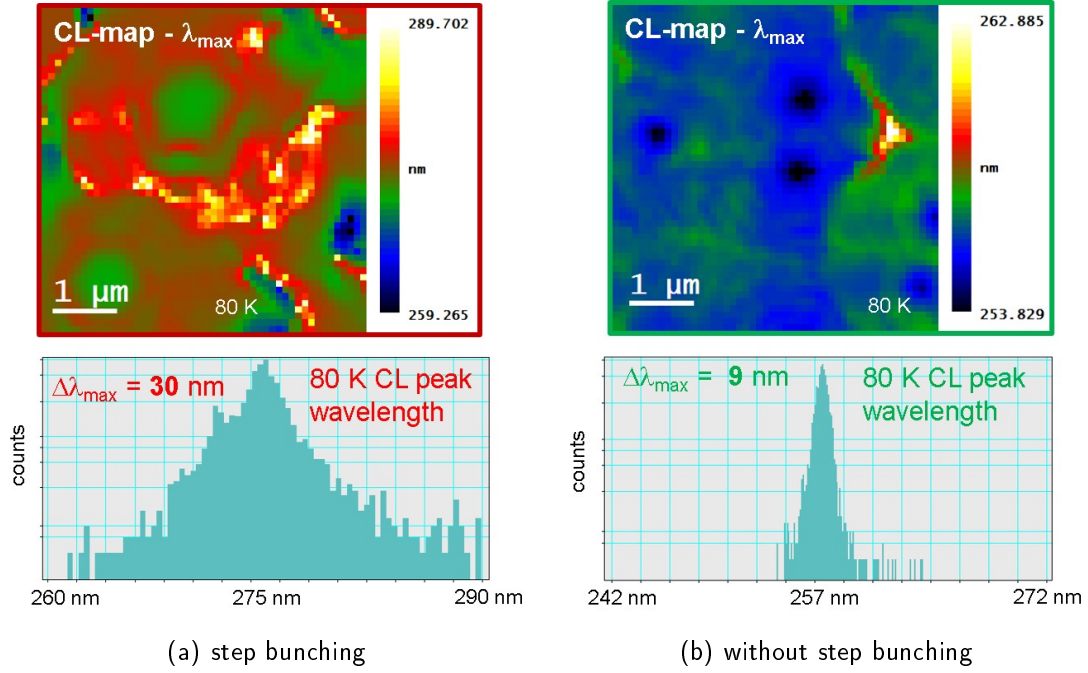 CL-map - λmax
289.702
nm
259.265
1 µm
80 K
CL-map - λmax
262.885
nm
253.829
1 µm
80 K
Δλmax = 30 nm
80 K CL peak
wavelength
counts
260 nm
275 nm
290 nm
Δλmax = 9 nm
80 K CL peak
wavelength
counts
242 nm
257 nm
272 nm
(a) step bunching
(b) without step bunching